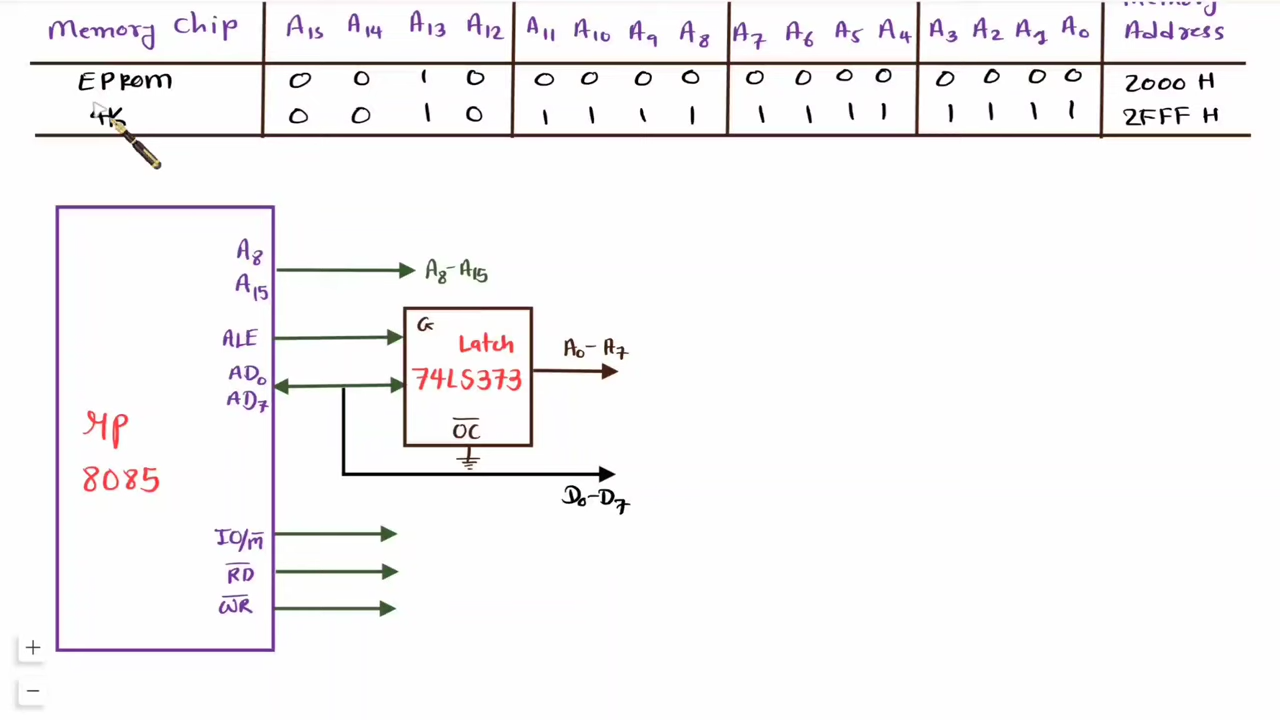 Memory Chip A15 A14 A13 A12 A11 A10 A9 A8 A7 A6 A5 A4 A3 A2 A1 A0 Memory Address
EPROM 0 0 1 0 0 0 0 0 0 0 0 0 0 0 0 0 2000 H
4K 0 0 1 0 1 1 1 1 1 1 1 1 1 1 1 1 2FFF H
A8
A15
A8-A15
ALE
G
Latch
74LS373
A0-A7
AD0
AD7
O̅C̅
D0-D7
μP
8085
IO/M̅
R̅D̅
W̅R̅
+
−